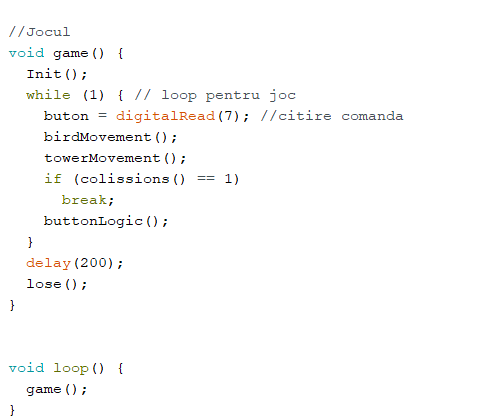 //Jocul
void game() {
  Init();
  while (1) { // loop pentru joc
    buton = digitalRead(7); //citire comanda
    birdMovement();
    towerMovement();
    if (colissions() == 1)
      break;
    buttonLogic();
  }
  delay(200);
  lose();
}
void loop() {
  game();
}